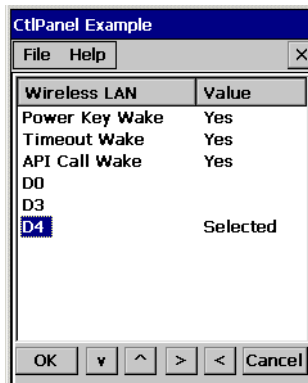 CtlPanel Example
File Help ×
Wireless LAN Value
Power Key Wake Yes
Timeout Wake Yes
API Call Wake Yes
D0
D3
D4 Selected
OK v ^ > < Cancel